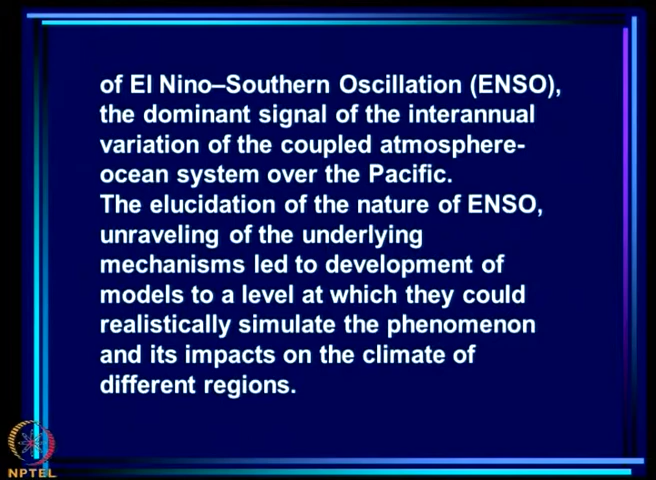 of El Nino–Southern Oscillation (ENSO),
the dominant signal of the interannual
variation of the coupled atmosphere-
ocean system over the Pacific.
The elucidation of the nature of ENSO,
unraveling of the underlying
mechanisms led to development of
models to a level at which they could
realistically simulate the phenomenon
and its impacts on the climate of
different regions.
NPTEL